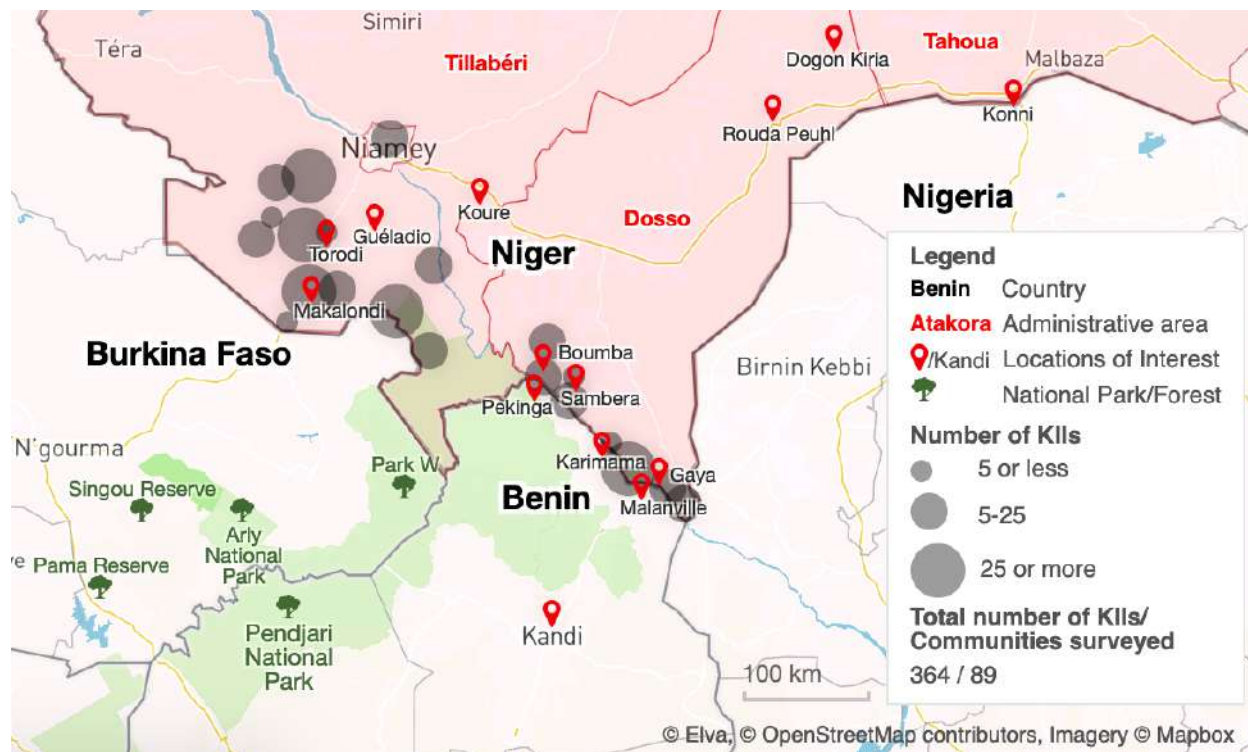 Simiri
Téra
Tillabéri
Tahoua
Dogon Kiria
Malbaza
Konni
Rouda Peuhl
Niamey
Koure
Nigeria
Dosso
Guéladio
Torodi
Niger
Makalondi
Burkina Faso
Boumba
Birnin Kebbi
Pekinga
Sambera
N'gourma
Park W
Karimama
Gaya
Singou Reserve
Benin
Malanville
Arly
National
Park
Pama Reserve
Pendjari
National
Park
Kandi
100 km
Legend
Benin Country
Atakora Administrative area
/Kandi Locations of Interest
National Park/Forest
Number of KIIs
5 or less
5-25
25 or more
Total number of KIIs/
Communities surveyed
364 / 89
© Elva, © OpenStreetMap contributors, Imagery © Mapbox